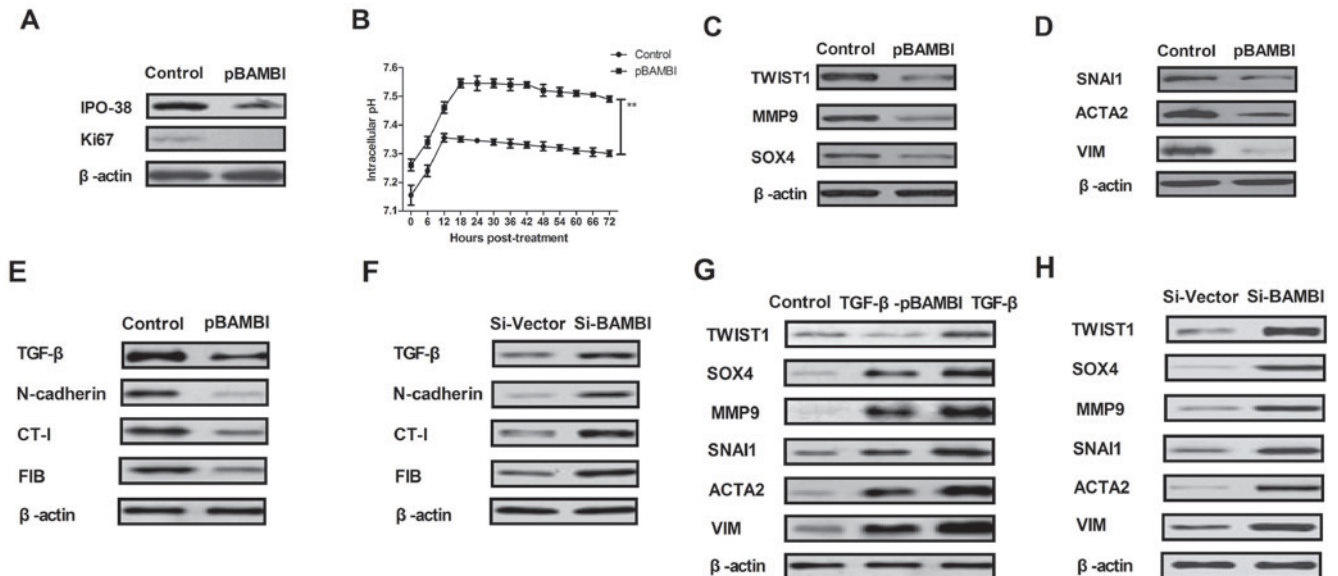 A
Control pBAMBI
IPO-38
Ki67
β -actin
B
Control
pBAMBI
Intracellular pH
7.6
7.5
7.4
7.3
7.2
7.1
**
0 6 12 18 24 30 36 42 48 54 60 66 72
Hours post-treatment
C
Control pBAMBI
TWIST1
MMP9
SOX4
β -actin
D
Control pBAMBI
SNAI1
ACTA2
VIM
β -actin
E
Control pBAMBI
TGF-β
N-cadherin
CT-I
FIB
β -actin
F
Si-Vector Si-BAMBI
TGF-β
N-cadherin
CT-I
FIB
β -actin
G
Control TGF-β -pBAMBI TGF-β
TWIST1
SOX4
MMP9
SNAI1
ACTA2
VIM
β -actin
H
Si-Vector Si-BAMBI
TWIST1
SOX4
MMP9
SNAI1
ACTA2
VIM
β -actin